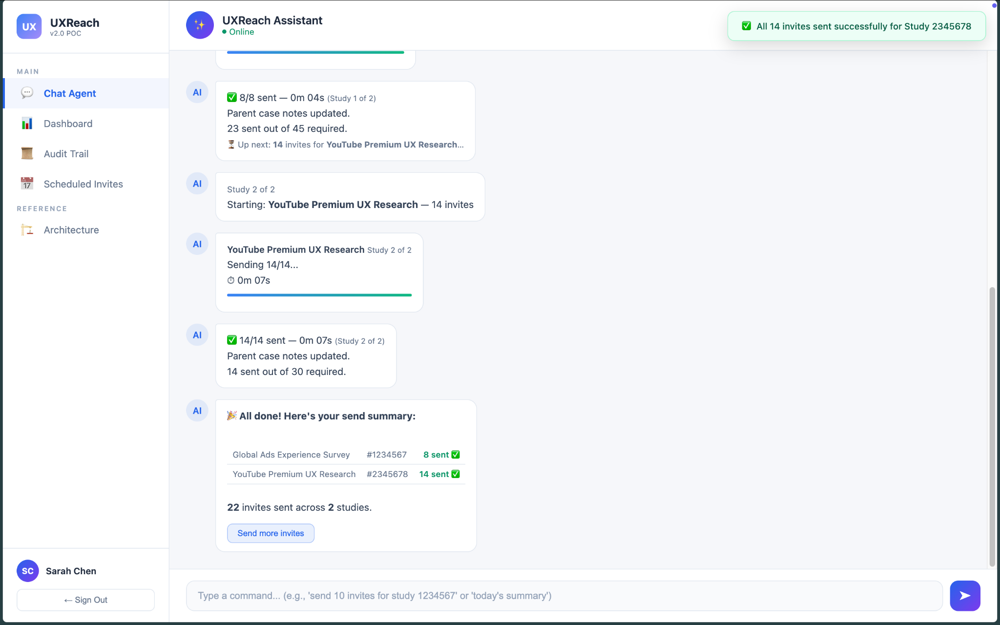 UX
UXReach
v2.0 POC
MAIN
Chat Agent
Dashboard
Audit Trail
17
Scheduled Invites
REFERENCE
Architecture
SC
Sarah Chen
← Sign Out
UXReach Assistant
Online
✅ All 14 invites sent successfully for Study 2345678
AI
✅ 8/8 sent — 0m 04s (Study 1 of 2)
Parent case notes updated.
23 sent out of 45 required.
⏳ Up next: 14 invites for YouTube Premium UX Research...
AI
Study 2 of 2
Starting: YouTube Premium UX Research — 14 invites
AI
YouTube Premium UX Research Study 2 of 2
Sending 14/14...
⏱ 0m 07s
AI
✅ 14/14 sent — 0m 07s (Study 2 of 2)
Parent case notes updated.
14 sent out of 30 required.
AI
🎉 All done! Here's your send summary:
Global Ads Experience Survey #1234567 8 sent ✅
YouTube Premium UX Research #2345678 14 sent ✅
22 invites sent across 2 studies.
Send more invites
Type a command... (e.g., 'send 10 invites for study 1234567' or 'today's summary')